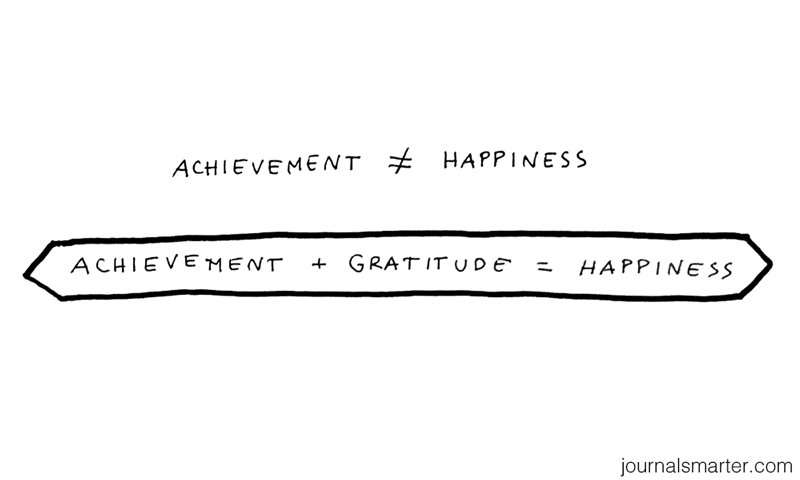 ACHIEVEMENT ≠ HAPPINESS
ACHIEVEMENT + GRATITUDE = HAPPINESS
journalsmarter.com